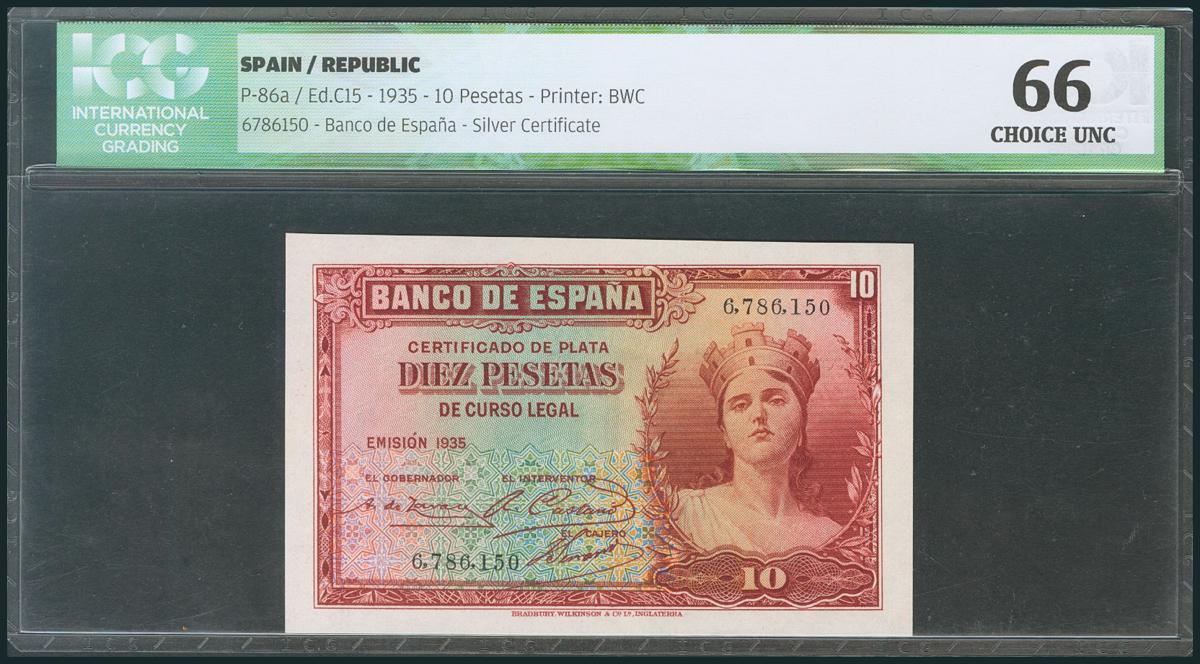 ICG
INTERNATIONAL
CURRENCY
GRADING
SPAIN / REPUBLIC
P-86a / Ed.C15 - 1935 - 10 Pesetas - Printer: BWC
6786150 - Banco de España - Silver Certificate
66
CHOICE UNC
BANCO DE ESPAÑA
10
6,786,150
CERTIFICADO DE PLATA
DIEZ PESETAS
DE CURSO LEGAL
EMISIÓN 1935
EL GOBERNADOR EL INTERVENTOR
EL CAJERO
6,786,150
10
BRADBURY, WILKINSON & Cº Lᵈ, INGLATERRA